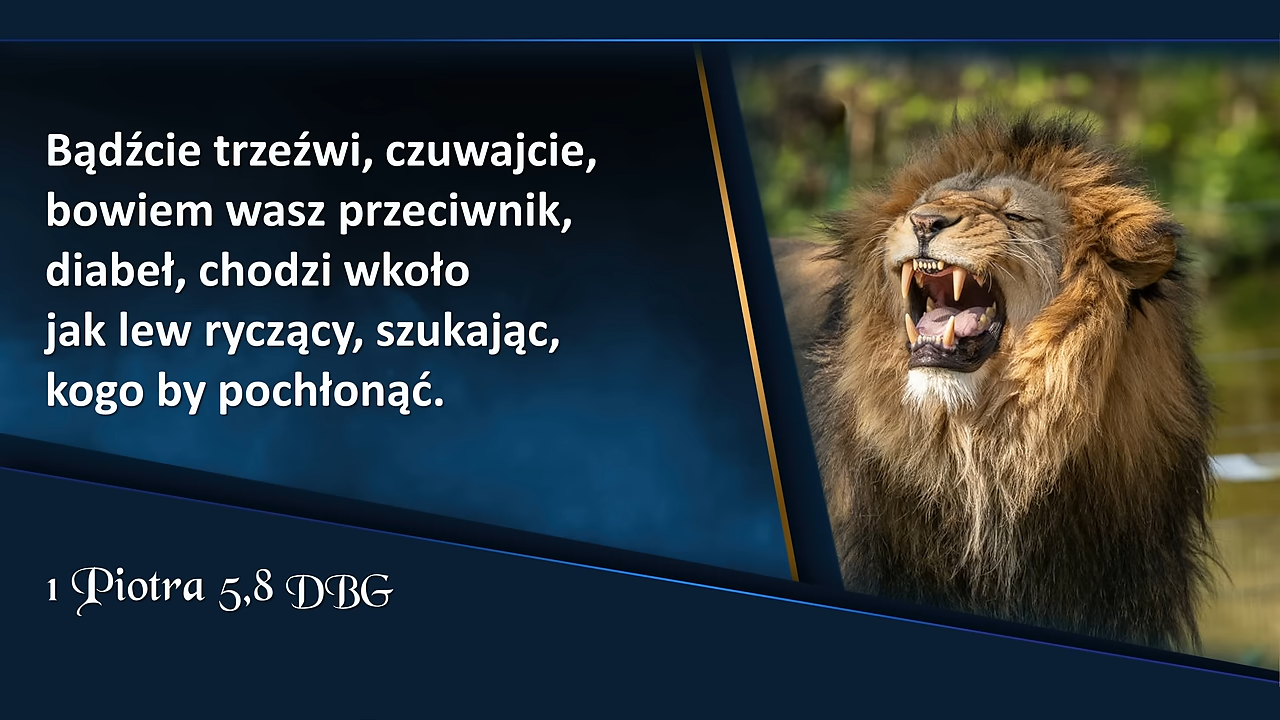 Bądźcie trzeźwi, czuwajcie,
bowiem wasz przeciwnik,
diabeł, chodzi wkoło
jak lew ryczący, szukając,
kogo by pochłonąć.
1 Piotra 5,8 DBG